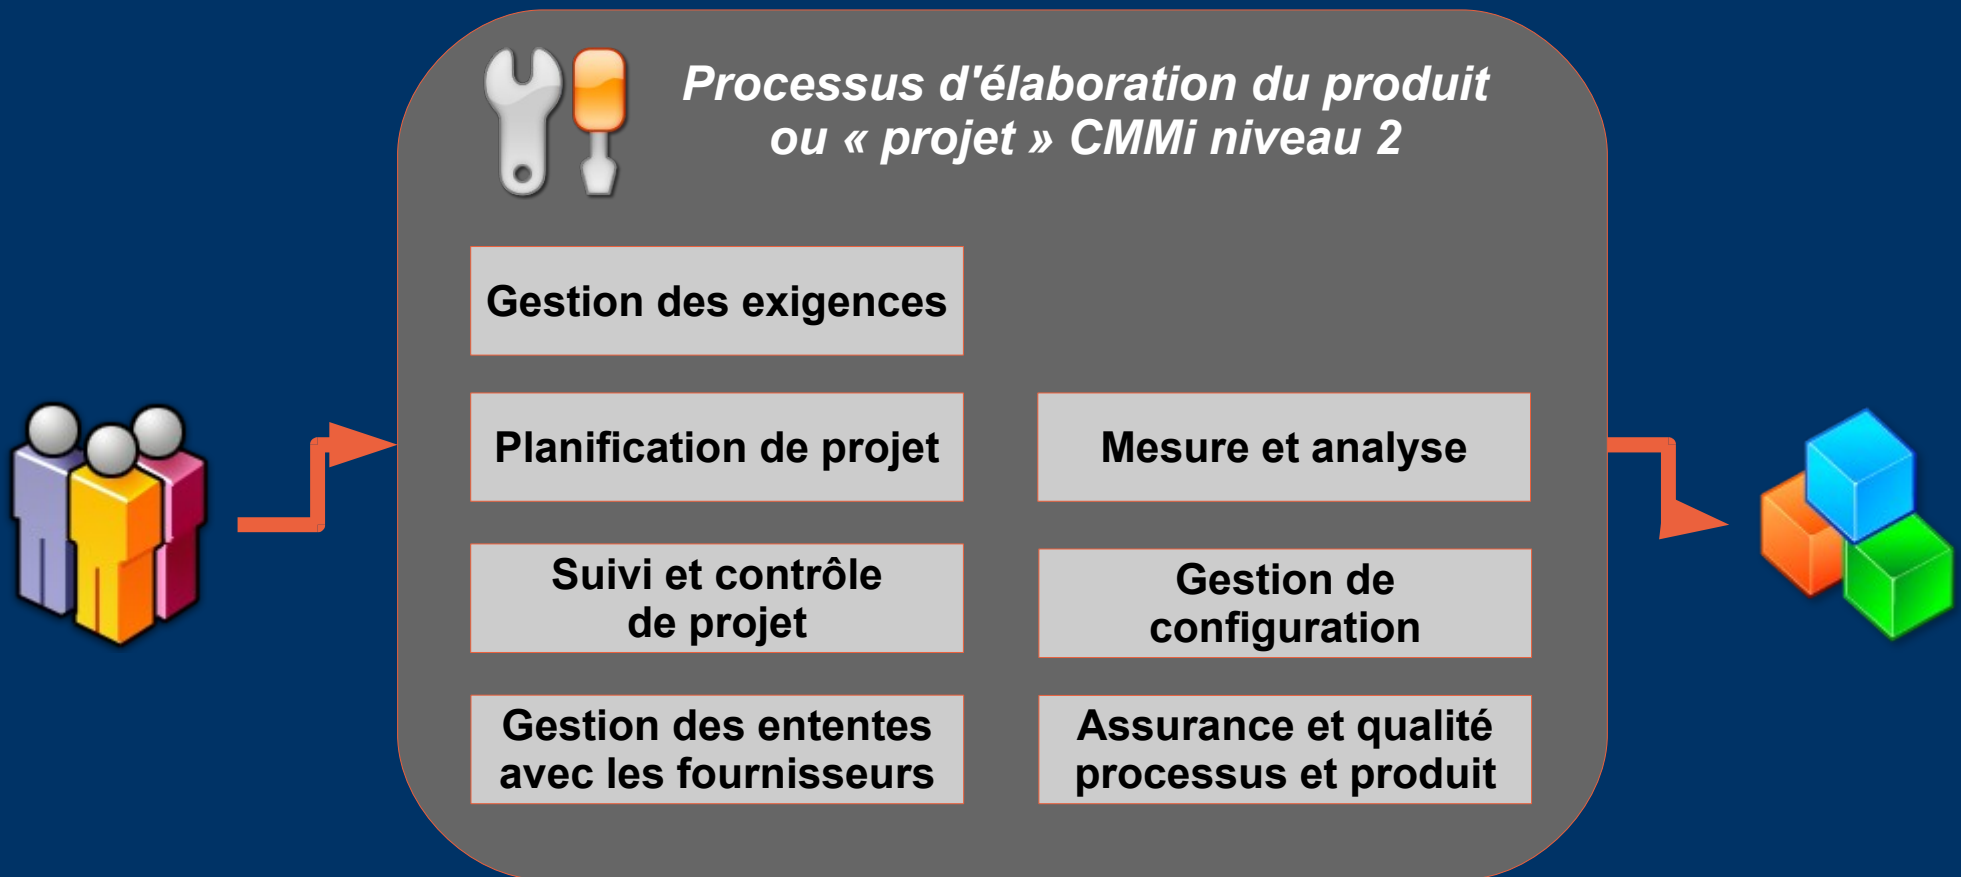 Processus d'élaboration du produit
ou « projet » CMMi niveau 2
Gestion des exigences
Planification de projet
Mesure et analyse
Suivi et contrôle
de projet
Gestion de
configuration
Gestion des ententes
avec les fournisseurs
Assurance et qualité
processus et produit